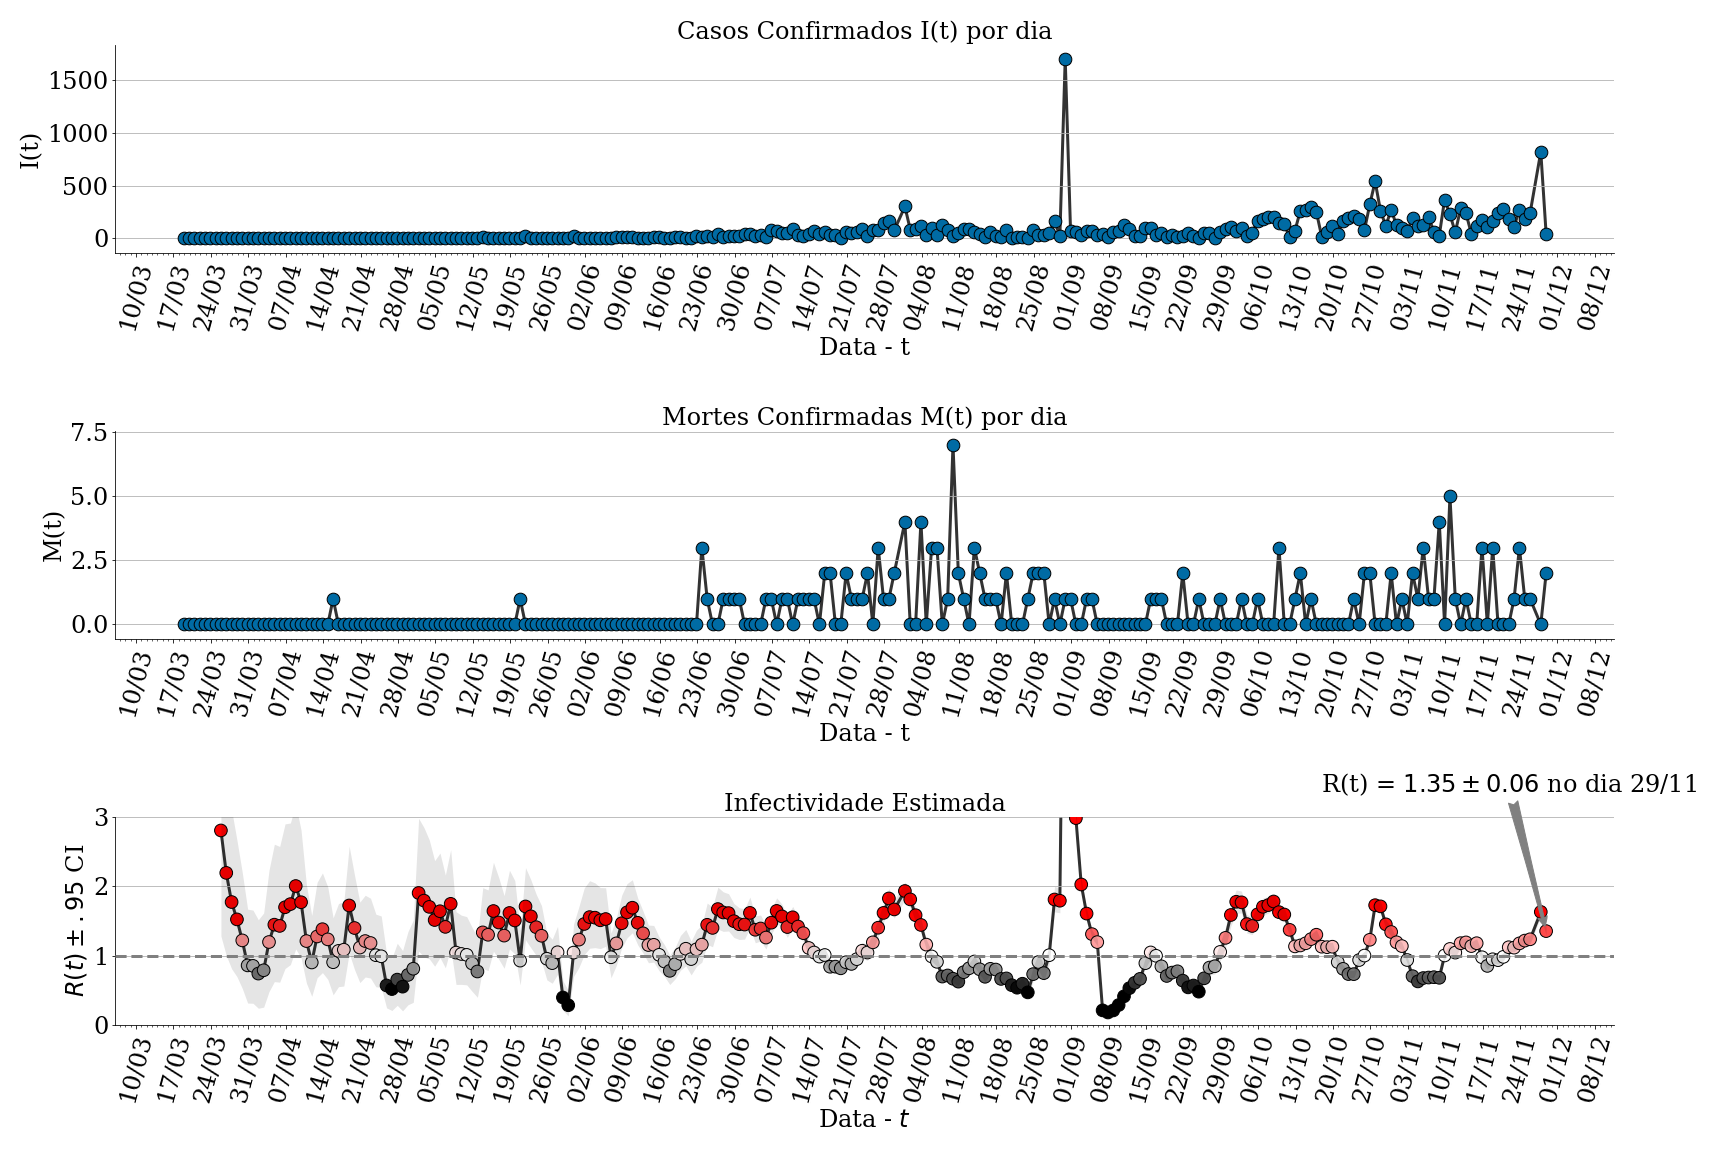 Casos Confirmados I(t) por dia
1500
1000
500
0
I(t)
10/03 17/03 24/03 31/03 07/04 14/04 21/04 28/04 05/05 12/05 19/05 26/05 02/06 09/06 16/06 23/06 30/06 07/07 14/07 21/07 28/07 04/08 11/08 18/08 25/08 01/09 08/09 15/09 22/09 29/09 06/10 13/10 20/10 27/10 03/11 10/11 17/11 24/11 01/12 08/12
Data - t
Mortes Confirmadas M(t) por dia
7.5
5.0
2.5
0.0
M(t)
10/03 17/03 24/03 31/03 07/04 14/04 21/04 28/04 05/05 12/05 19/05 26/05 02/06 09/06 16/06 23/06 30/06 07/07 14/07 21/07 28/07 04/08 11/08 18/08 25/08 01/09 08/09 15/09 22/09 29/09 06/10 13/10 20/10 27/10 03/11 10/11 17/11 24/11 01/12 08/12
Data - t
R(t) = 1.35 ± 0.06 no dia 29/11
Infectividade Estimada
3
2
1
0
R(t) ± .95 CI
10/03 17/03 24/03 31/03 07/04 14/04 21/04 28/04 05/05 12/05 19/05 26/05 02/06 09/06 16/06 23/06 30/06 07/07 14/07 21/07 28/07 04/08 11/08 18/08 25/08 01/09 08/09 15/09 22/09 29/09 06/10 13/10 20/10 27/10 03/11 10/11 17/11 24/11 01/12 08/12
Data - t